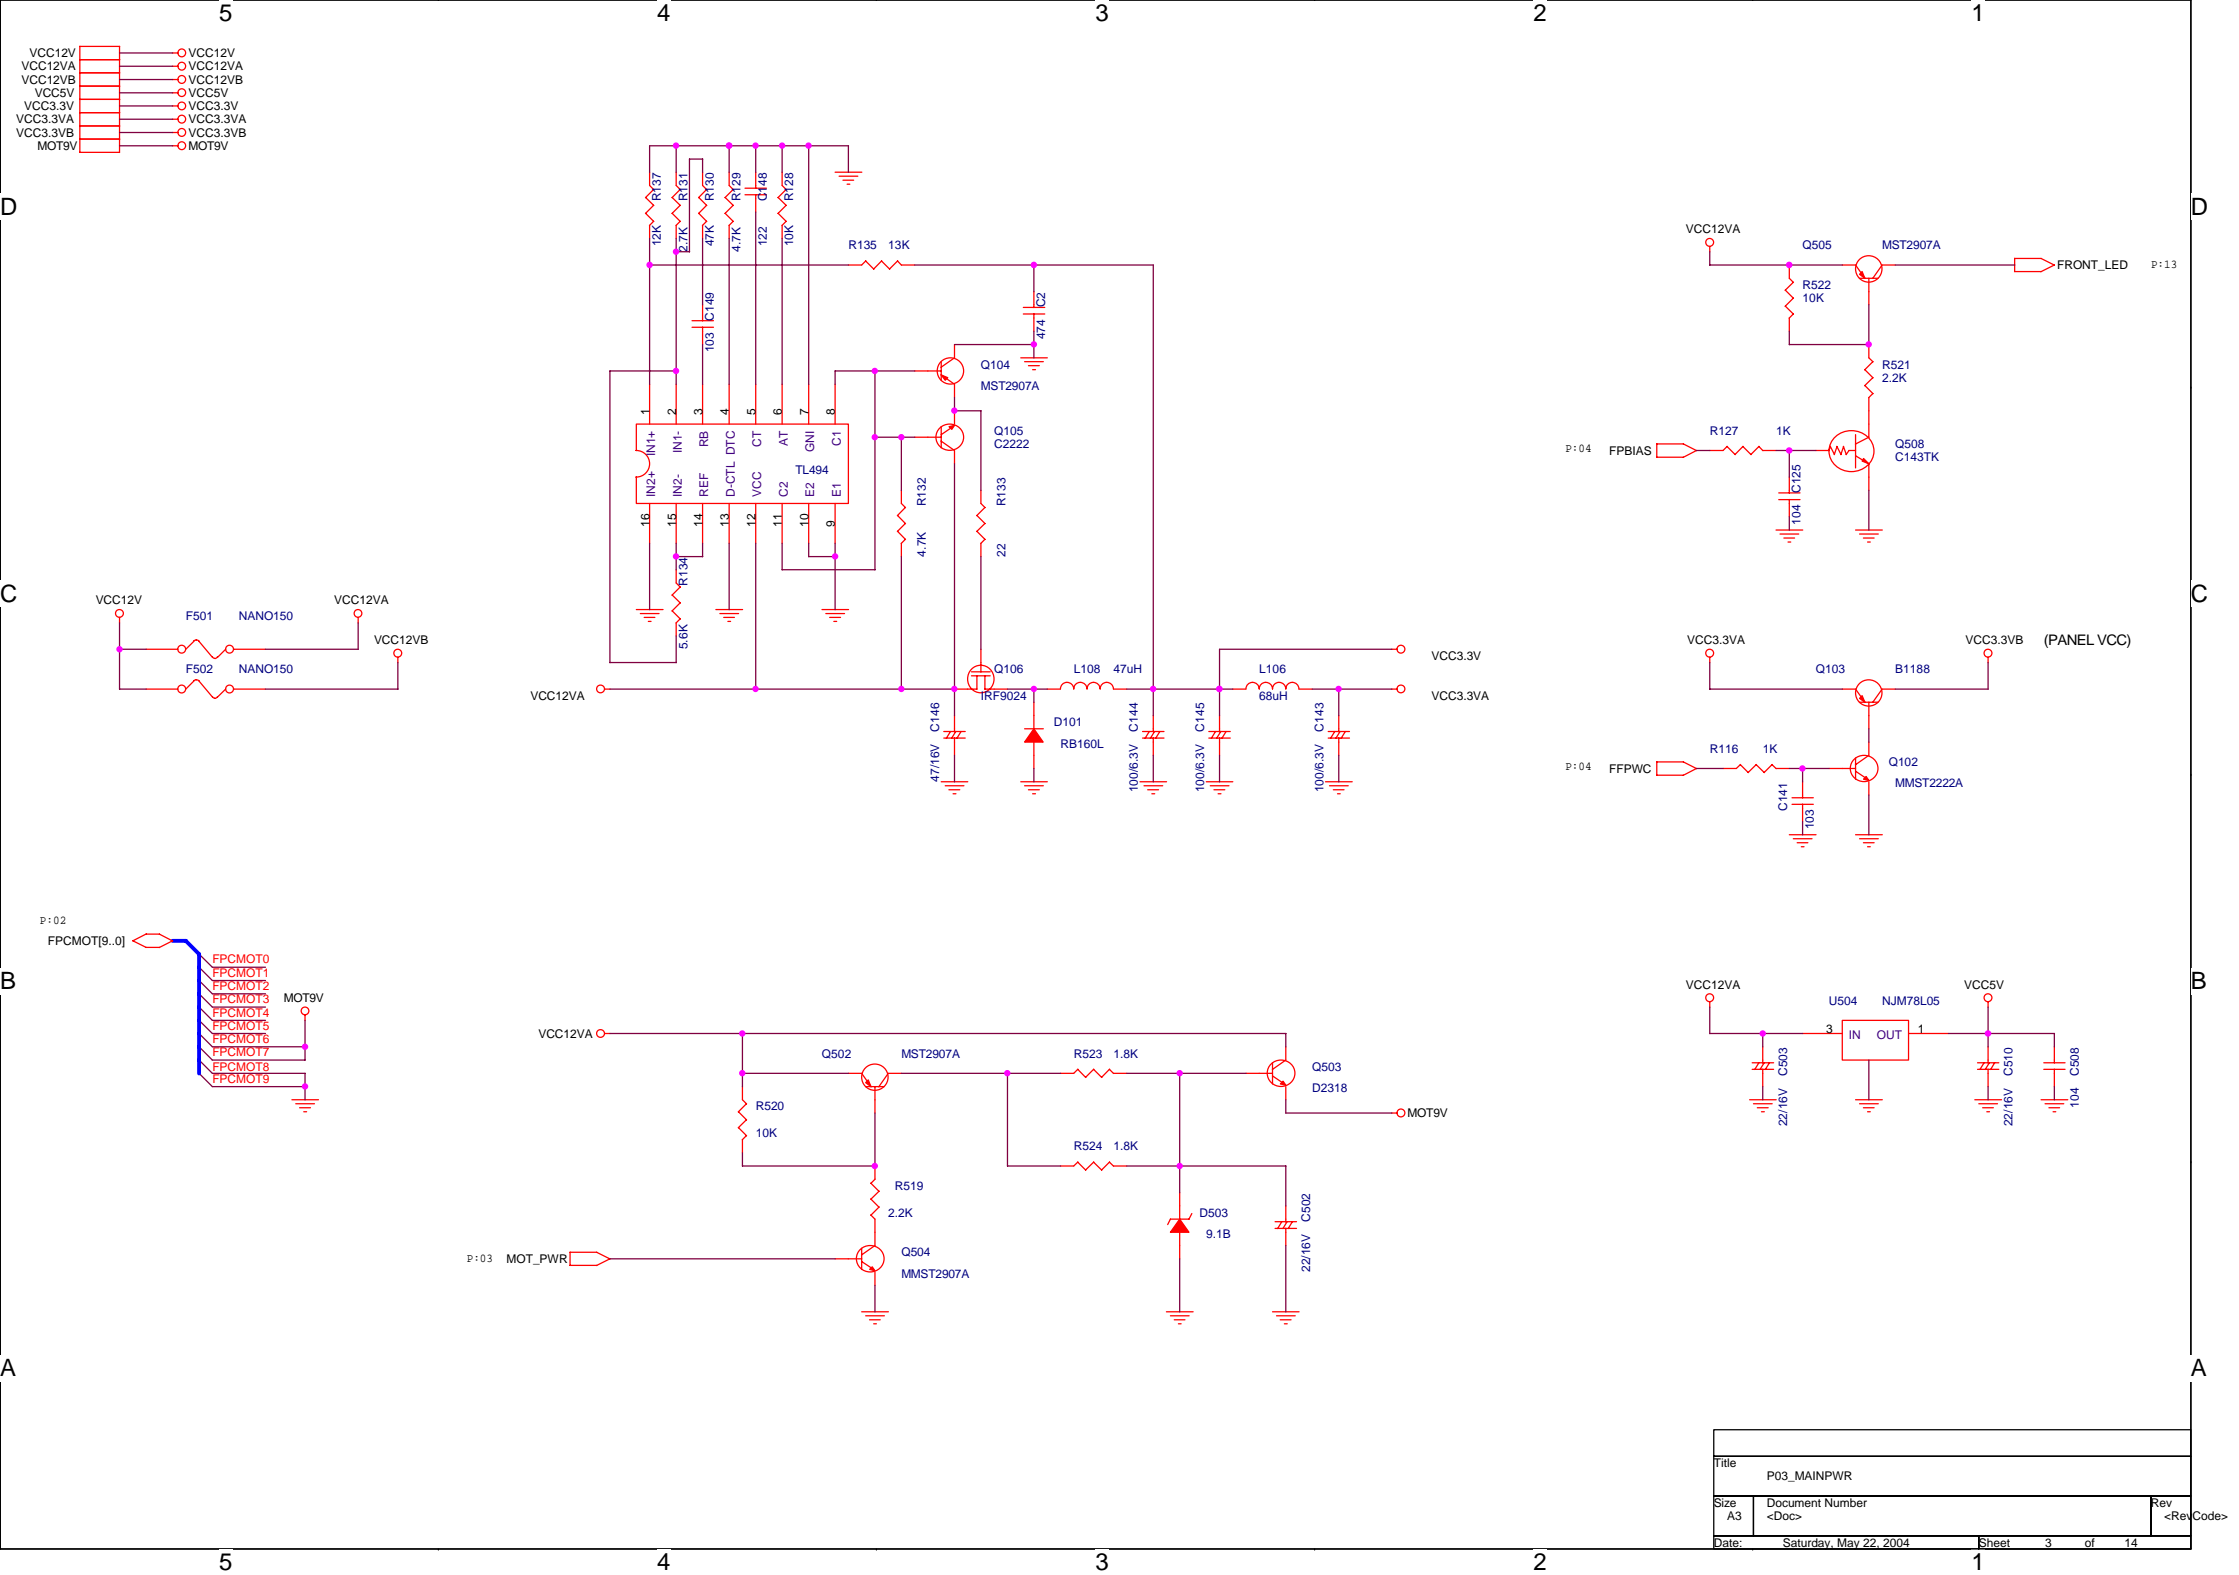 5 4 3 2 1
VCC12V VCC12V
VCC12VA VCC12VA
VCC12VB VCC12VB
VCC5V VCC5V
VCC3.3V VCC3.3V
VCC3.3VA VCC3.3VA
VCC3.3VB VCC3.3VB
MOT9V MOT9V
D D
R137 12K
R131 2.7K
R130 47K
R129 4.7K
C148 122
R128 10K
R135 13K
C149 103
C2 474
Q104
MST2907A
Q105
C2222
1 2 3 4 5 6 7 8
IN1+ IN1- RB DTC CT AT GNI C1
TL494
IN2+ IN2- REF D-CTL VCC C2 E2 E1
16 15 14 13 12 11 10 9
R132 4.7K
R133 22
R134 5.6K
VCC12VA
Q505 MST2907A
R522
10K
FRONT_LED P:13
R521
2.2K
P:04 FPBIAS
R127 1K
C125 104
Q508
C143TK
C C
VCC12V
F501 NANO150
VCC12VA
VCC12VB
F502 NANO150
VCC12VA
Q106
IRF9024
L108 47uH
L106
68uH
VCC3.3V
VCC3.3VA
C146 47/16V
D101
RB160L
C144 100/6.3V
C145 100/6.3V
C143 100/6.3V
VCC3.3VA
VCC3.3VB (PANEL VCC)
Q103 B1188
P:04 FFPWC
R116 1K
Q102
MMST2222A
C141 103
P:02
FPCMOT[9..0]
FPCMOT0
FPCMOT1
FPCMOT2
FPCMOT3
FPCMOT4
FPCMOT5
FPCMOT6
FPCMOT7
FPCMOT8
FPCMOT9
MOT9V
B B
VCC12VA
Q502 MST2907A
R523 1.8K
Q503
D2318
MOT9V
R520
10K
R524 1.8K
R519
2.2K
D503
9.1B
C502 22/16V
P:03 MOT_PWR
Q504
MMST2907A
VCC12VA
U504 NJM78L05
VCC5V
3 IN OUT 1
C503 22/16V
C510 22/16V
C508 104
A A
Title
P03_MAINPWR
Size Document Number Rev
A3 <Doc> <RevCode>
Date: Saturday, May 22, 2004 Sheet 3 of 14
5 4 3 2 1